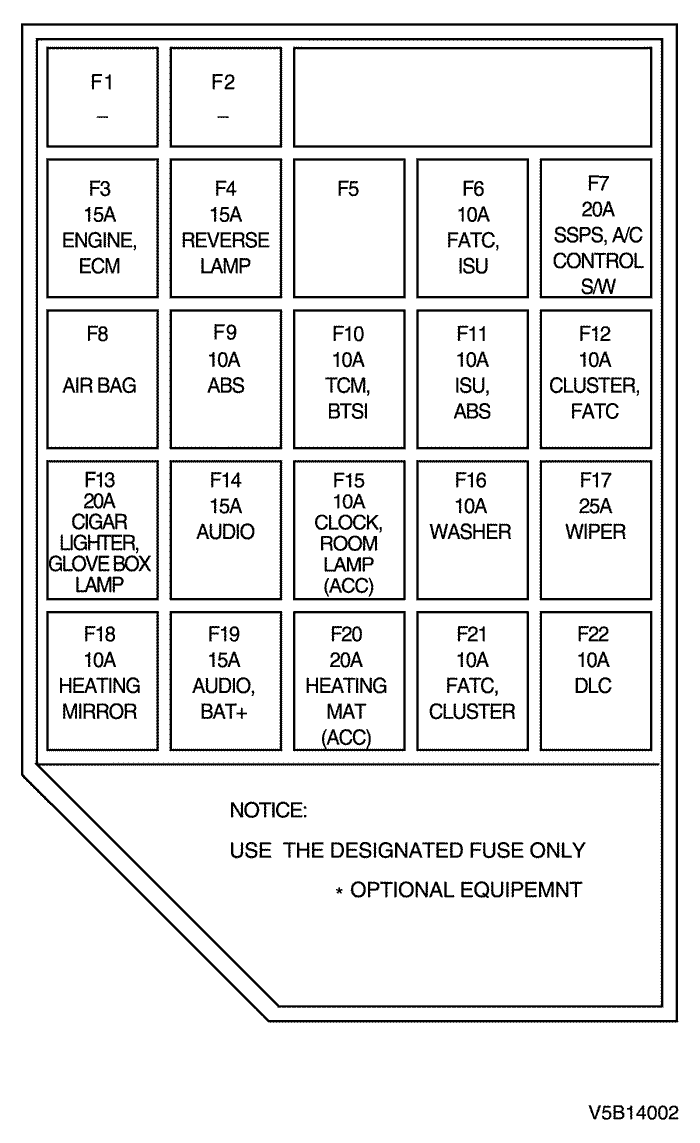 F1
–
F2
–
F3
15A
ENGINE,
ECM
F4
15A
REVERSE
LAMP
F5
F6
10A
FATC,
ISU
F7
20A
SSPS, A/C
CONTROL
S/W
F8
AIR BAG
F9
10A
ABS
F10
10A
TCM,
BTSI
F11
10A
ISU,
ABS
F12
10A
CLUSTER,
FATC
F13
20A
CIGAR
LIGHTER,
GLOVE BOX
LAMP
F14
15A
AUDIO
F15
10A
CLOCK,
ROOM
LAMP
(ACC)
F16
10A
WASHER
F17
25A
WIPER
F18
10A
HEATING
MIRROR
F19
15A
AUDIO,
BAT+
F20
20A
HEATING
MAT
(ACC)
F21
10A
FATC,
CLUSTER
F22
10A
DLC
NOTICE:
USE THE DESIGNATED FUSE ONLY
* OPTIONAL EQUIPEMNT
V5B14002